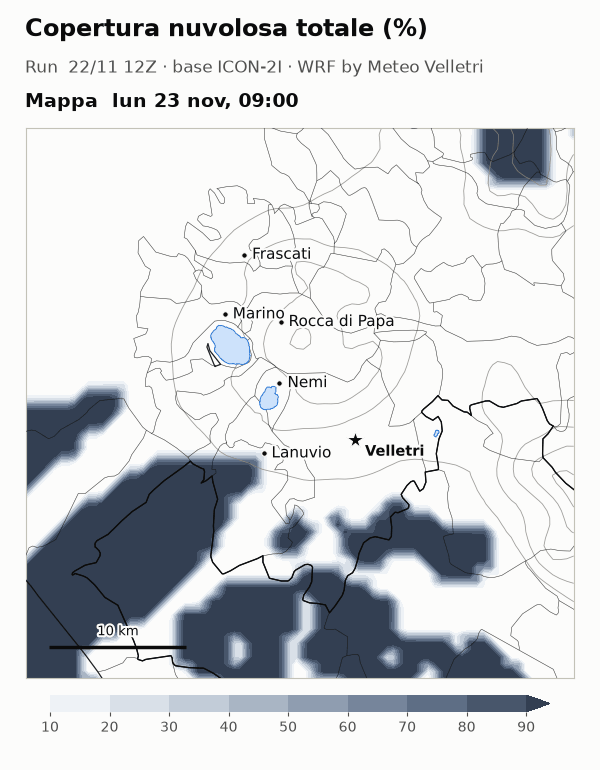 Copertura nuvolosa totale (%)
Run  22/11 12Z · base ICON-2I · WRF by Meteo Velletri
Mappa  lun 23 nov, 09:00
Frascati
Marino
Rocca di Papa
Nemi
Velletri
Lanuvio
10 km
10 20 30 40 50 60 70 80 90